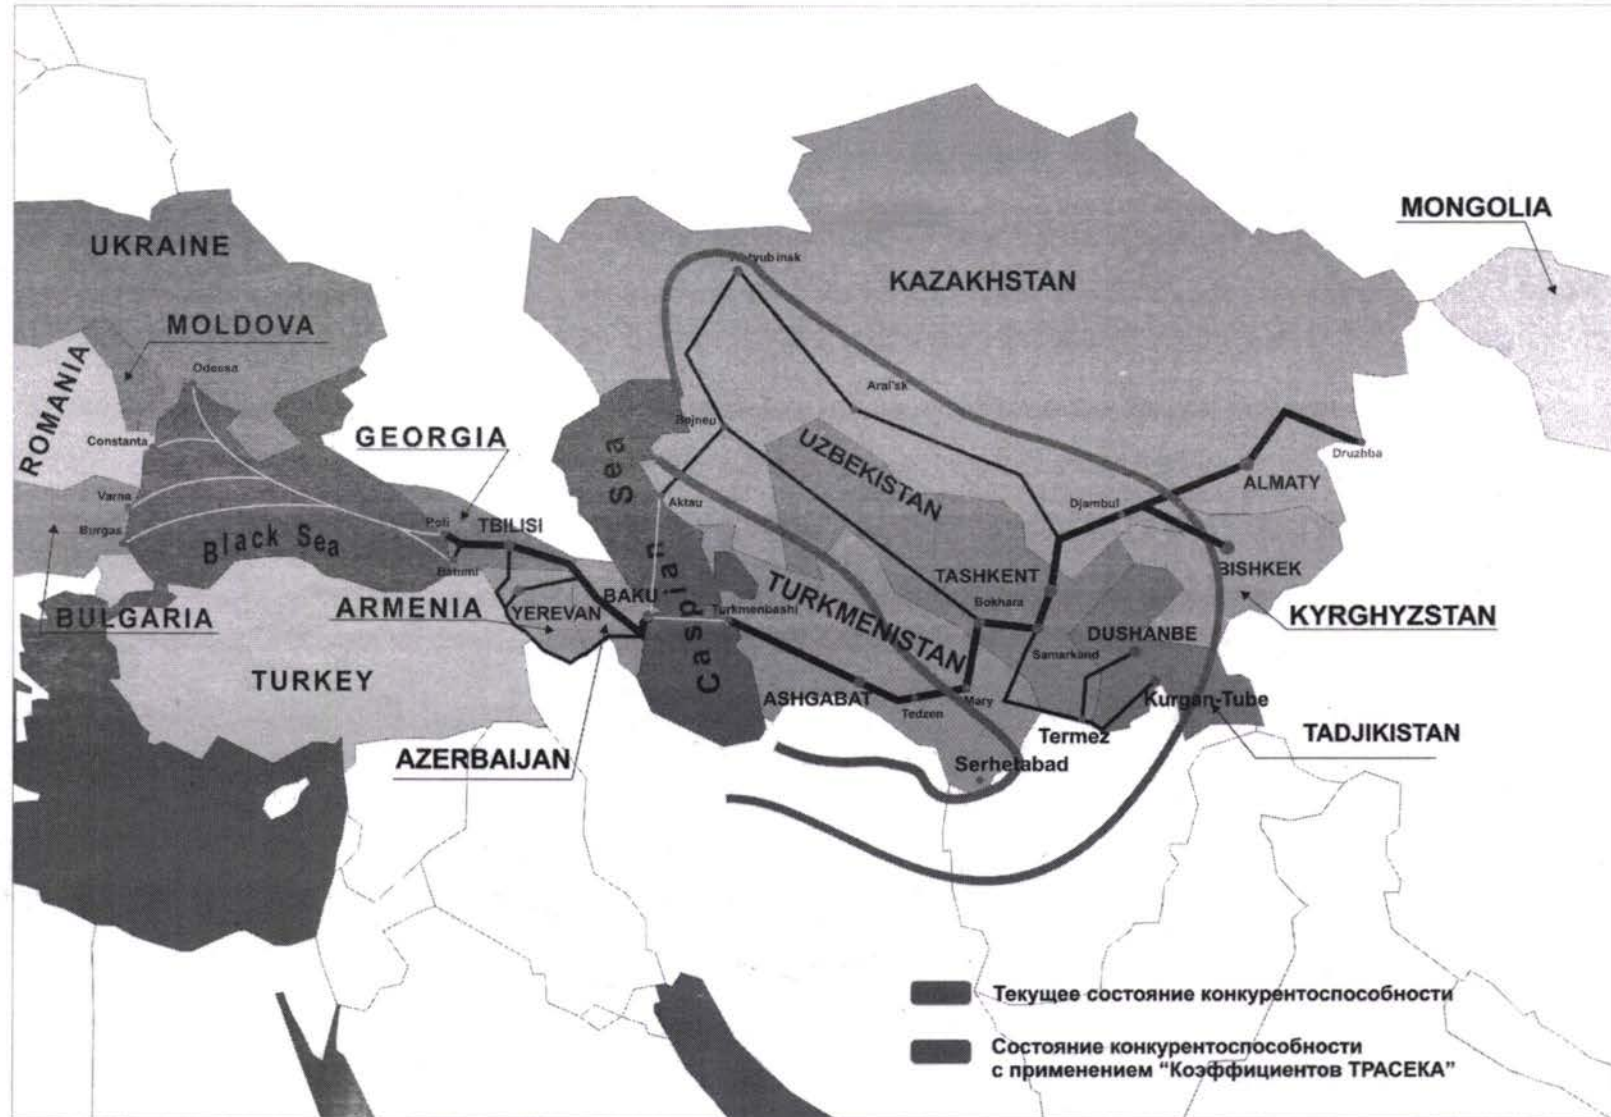 MONGOLIA
UKRAINE
KAZAKHSTAN
MOLDOVA
Odessa
ROMANIA
Aral'sk
Bejneu
GEORGIA
UZBEKISTAN
Constanta
Druzhba
Sea
ALMATY
Varna
Aktau
Djambul
Burgas
Poti
TBILISI
Black Sea
Batumi
TASHKENT
BISHKEK
TURKMENISTAN
BAKU
Bokhara
ARMENIA
YEREVAN
Turkmenbashi
KYRGHYZSTAN
BULGARIA
Caspian
DUSHANBE
Samarkand
TURKEY
ASHGABAT
Mary
Kurgan-Tube
Tedzen
TADJIKISTAN
Termez
AZERBAIJAN
Serhetabad
Текущее состояние конкурентоспособности
Состояние конкурентоспособности
с применением “Коэффициентов ТРАСЕКА”